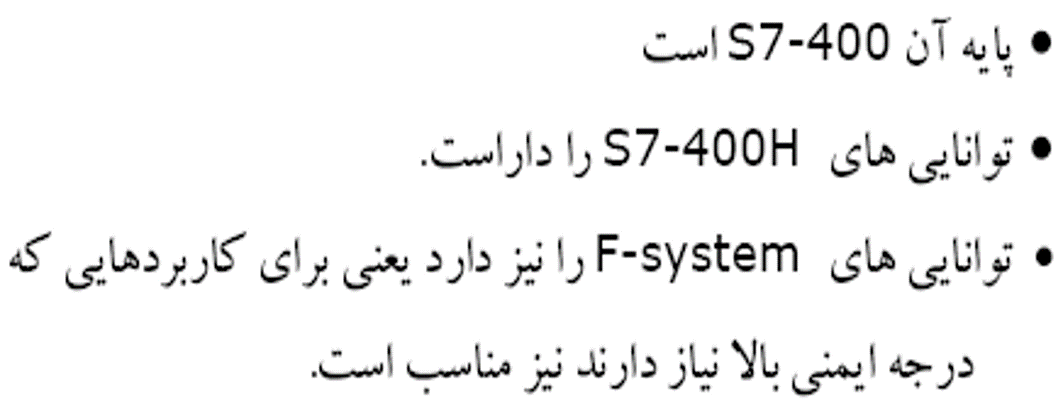 • پایه آن S7-400 است
• توانایی های S7-400H را داراست.
• توانایی های F-system را نیز دارد یعنی برای کاربردهایی که
درجه ایمنی بالا نیاز دارند نیز مناسب است.